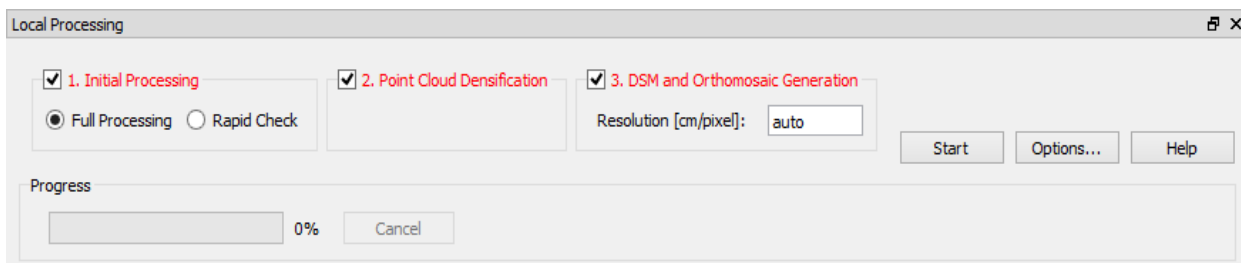 Local Processing
1. Initial Processing
2. Point Cloud Densification
3. DSM and Orthomosaic Generation
Full Processing
Rapid Check
Resolution [cm/pixel]:
auto
Start
Options...
Help
Progress
0%
Cancel